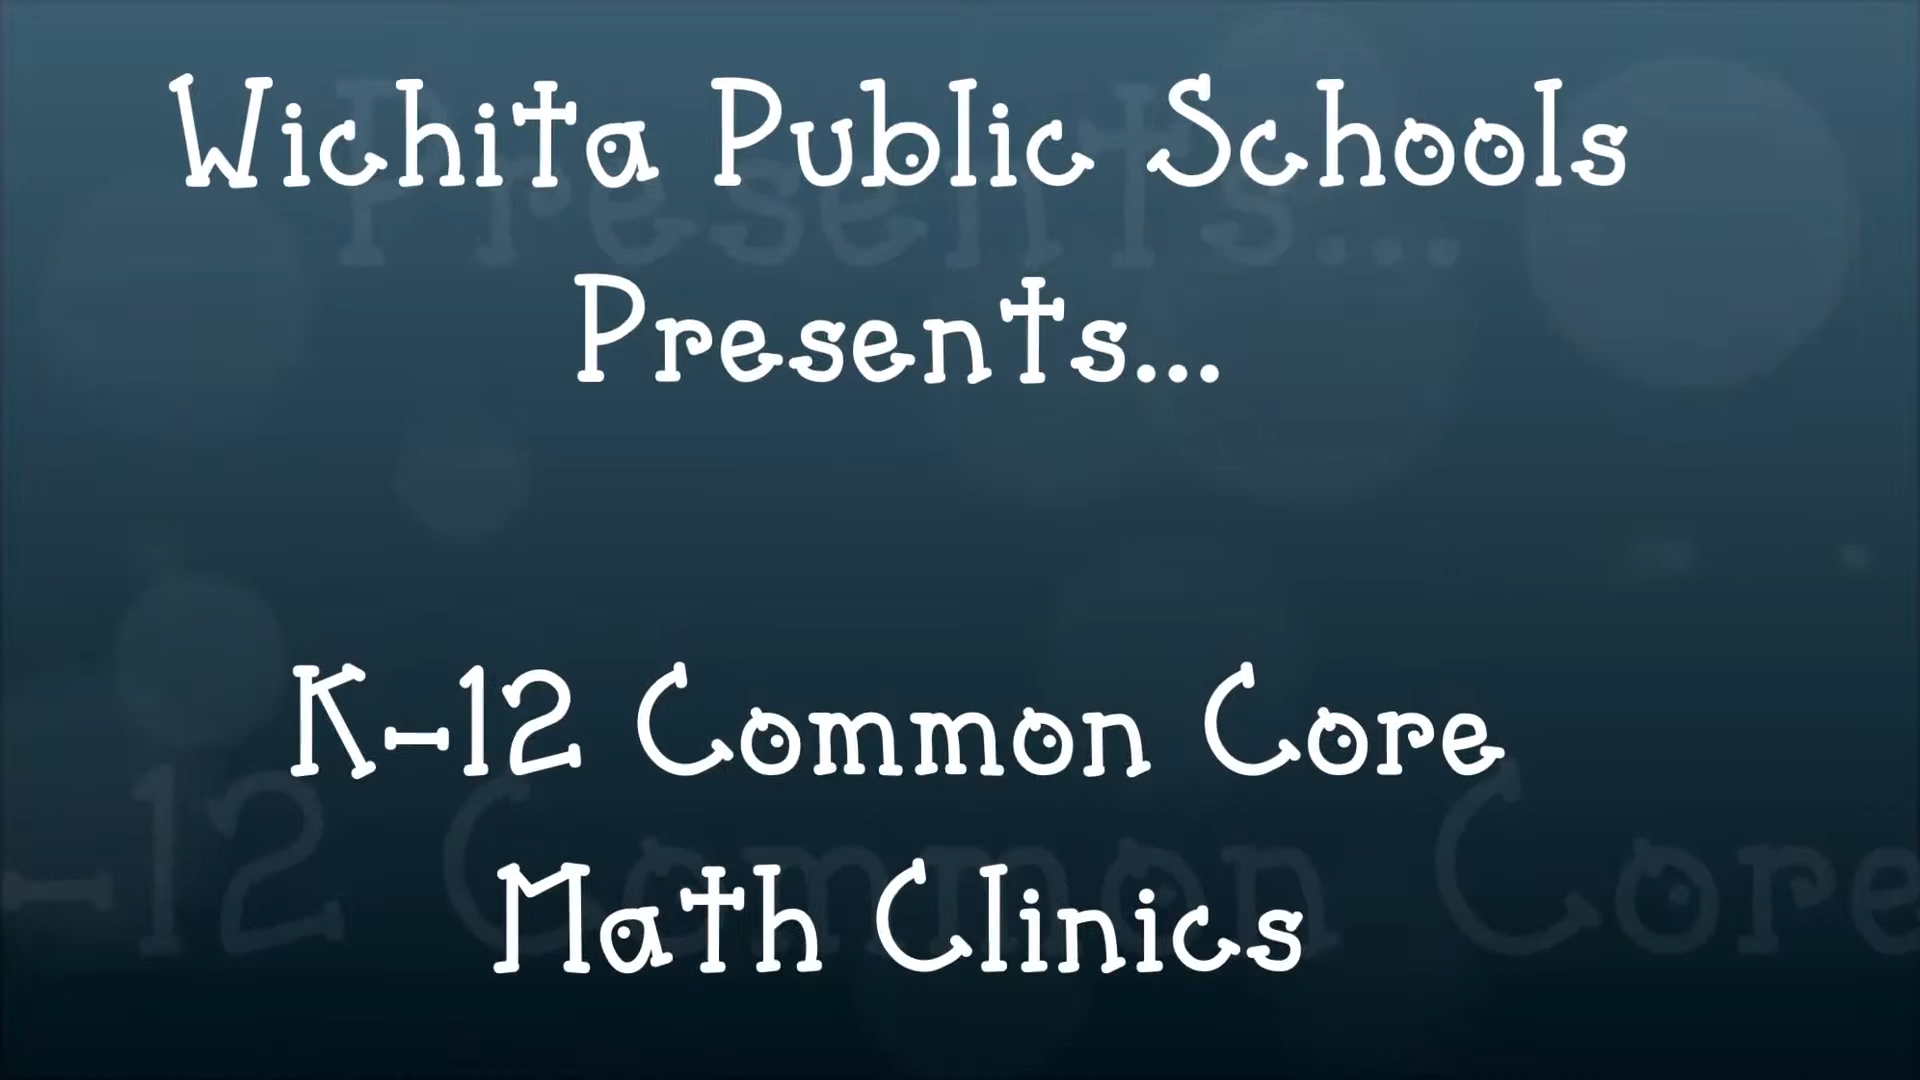 Wichita Public Schools
Presents...
K-12 Common Core
Math Clinics